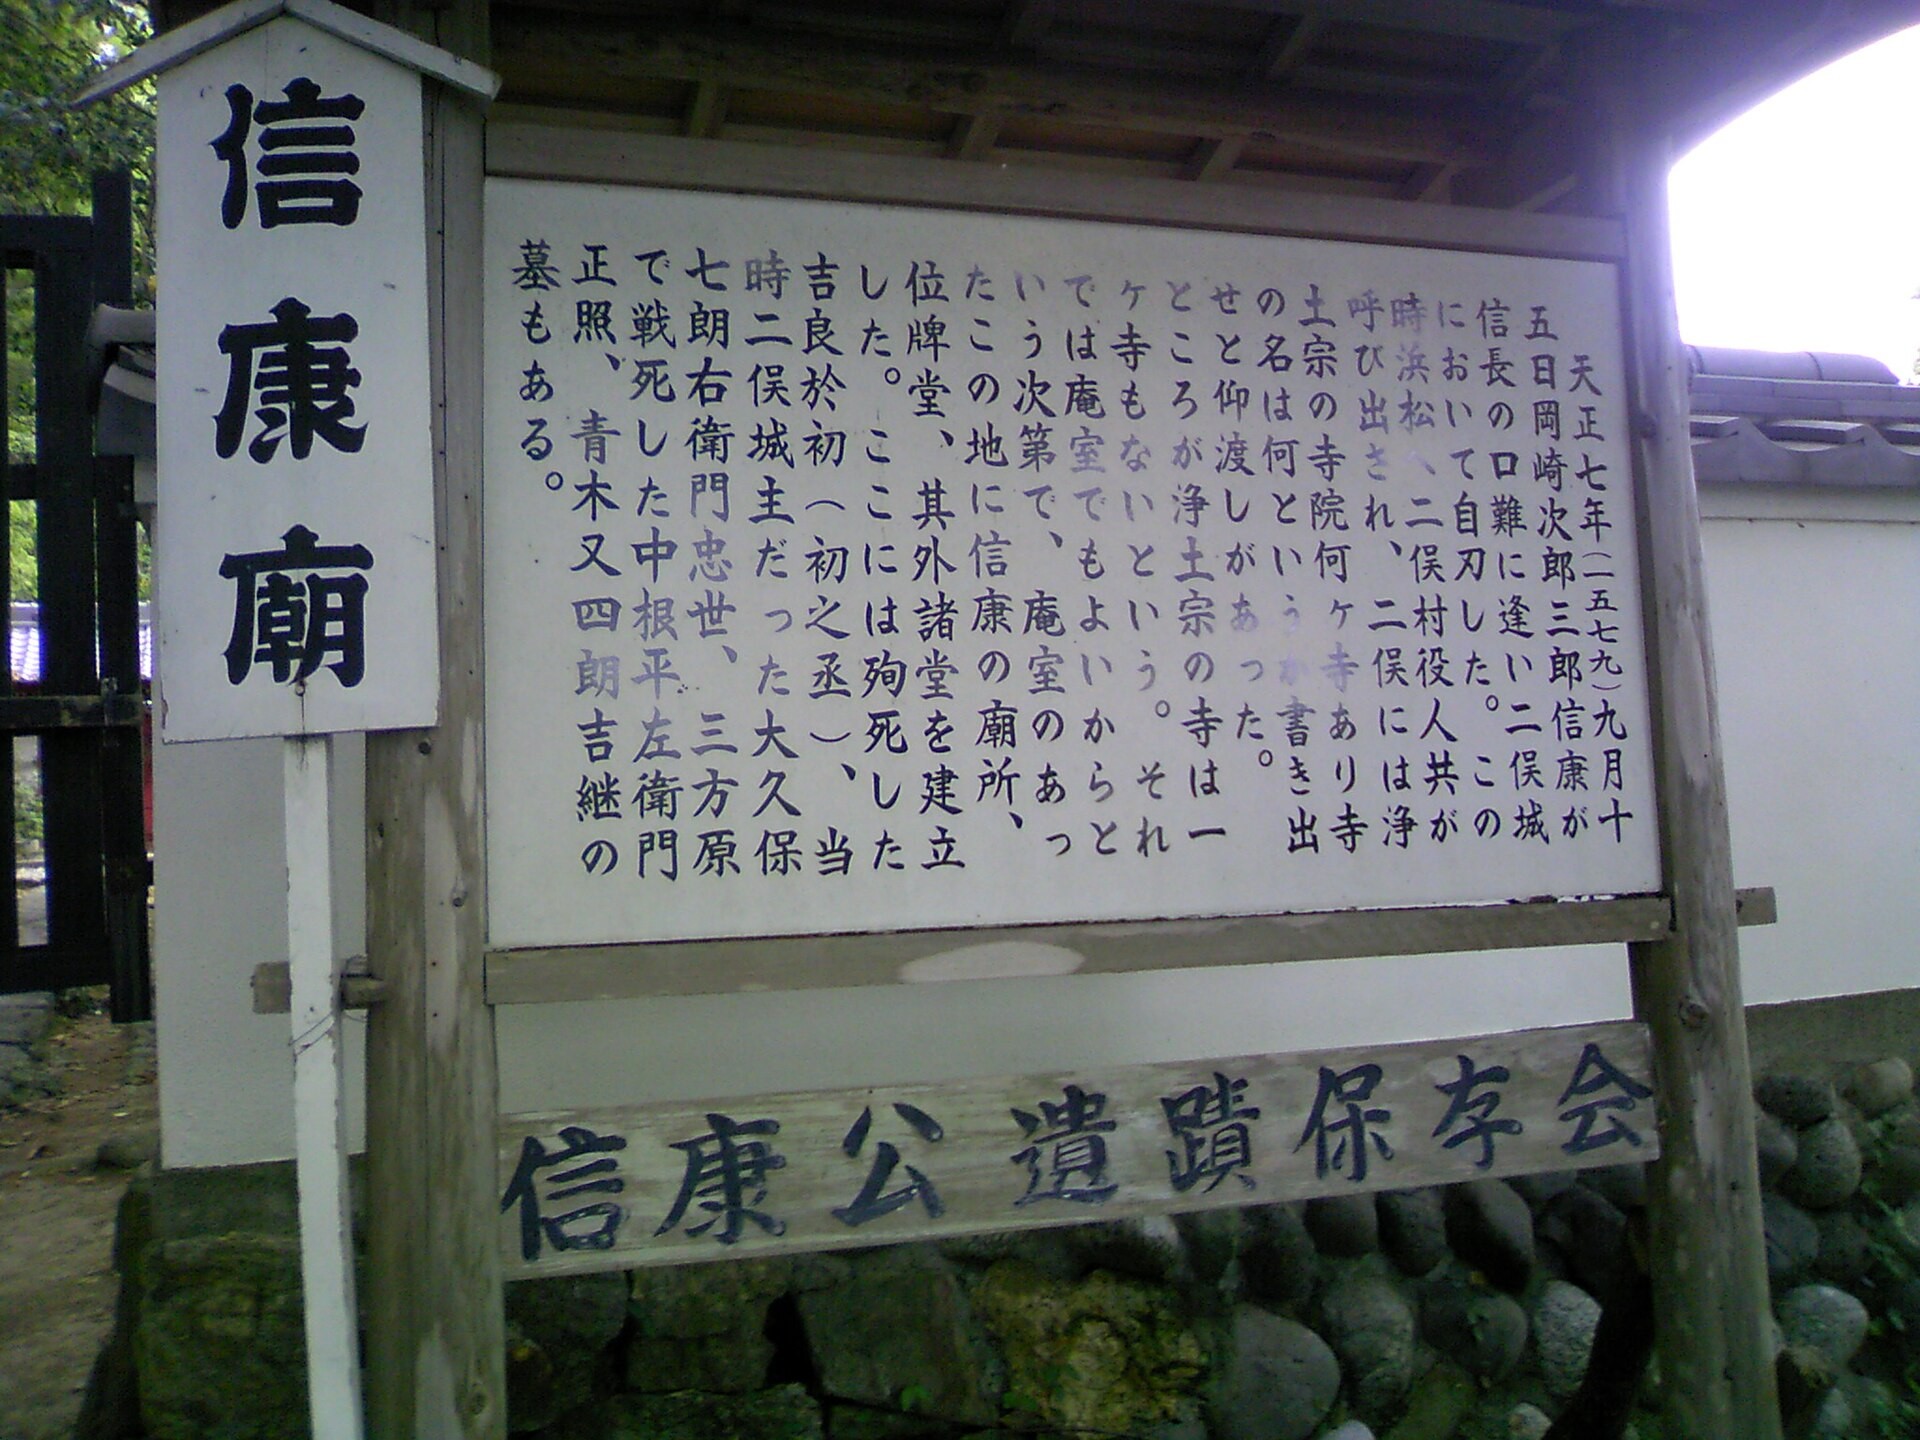 信康廟
天正七年（一五七九）九月十
五日岡崎次郎三郎信康が
信長の口難に逢い二俣城
において自刃した。この
時浜松へ、二俣村役人共が
呼び出され、二俣には浄
土宗の寺院何ヶ寺あり寺
の名は何というか書き出
せと仰渡しがあった。
ところが浄土宗の寺は一
ヶ寺もないという。それ
では庵室でもよいからと
いう次第で、庵室のあっ
たこの地に信康の廟所、
位牌堂、其外諸堂を建立
した。ここには殉死した
吉良於初（初之丞）、当
時二俣城主だった大久保
七朗右衛門忠世、三方原
で戦死した中根平左衛門
正照、青木又四朗吉継の
墓もある。
信康公遺蹟保存会